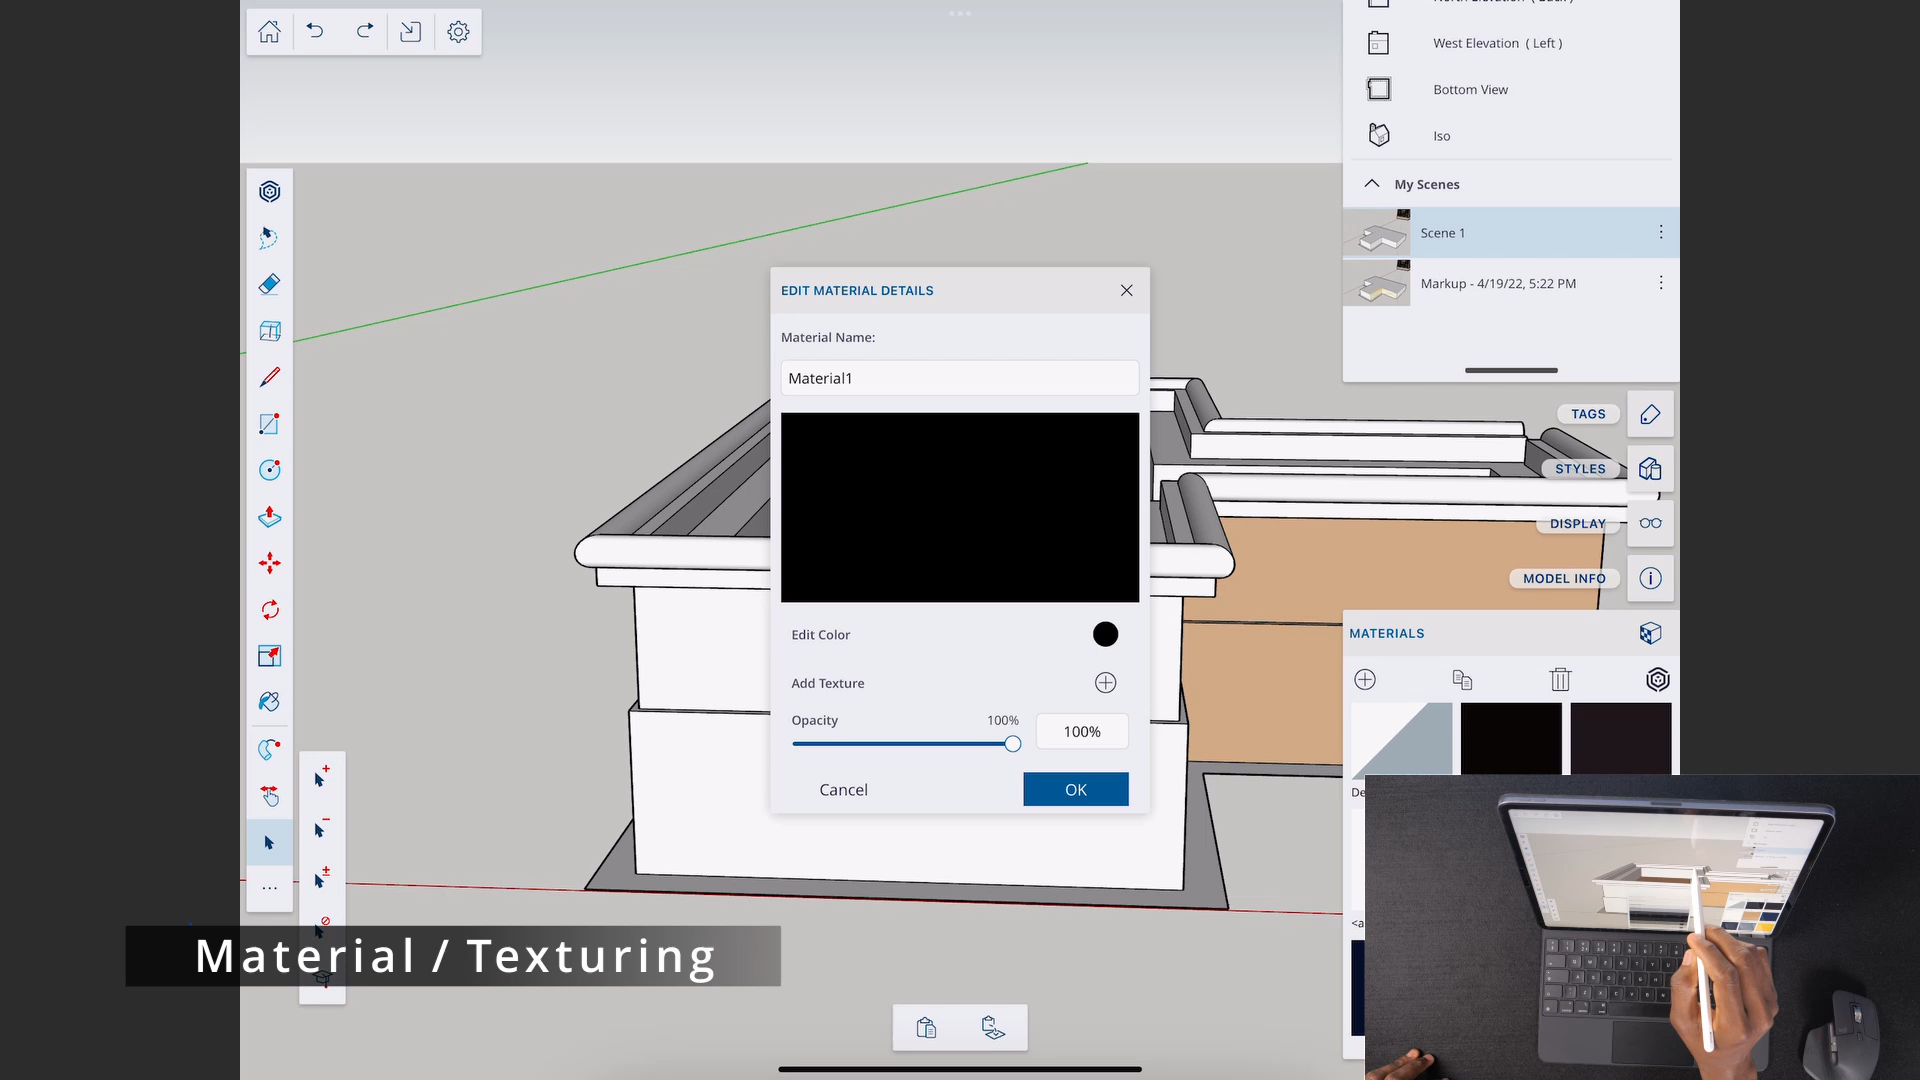 West Elevation ( Left )
Bottom View
Iso
My Scenes
Scene 1
Markup - 4/19/22, 5:22 PM
EDIT MATERIAL DETAILS
Material Name:
Material1
TAGS
STYLES
DISPLAY
MODEL INFO
Edit Color
MATERIALS
Add Texture
Opacity
100%
100%
Cancel
OK
De
<a
Material / Texturing